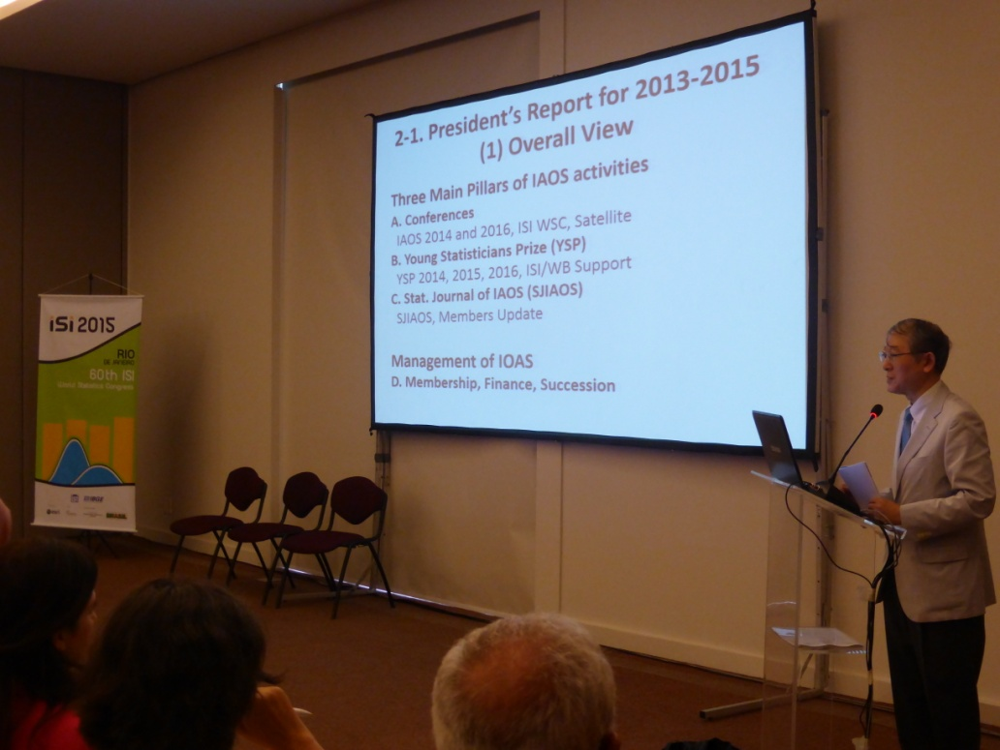 2-1. President's Report for 2013-2015
(1) Overall View
Three Main Pillars of IAOS activities
A. Conferences
IAOS 2014 and 2016, ISI WSC, Satellite
B. Young Statisticians Prize (YSP)
YSP 2014, 2015, 2016, ISI/WB Support
C. Stat. Journal of IAOS (SJIAOS)
SJIAOS, Members Update
Management of IOAS
D. Membership, Finance, Succession
iSi 2015
RIO
DE JANEIRO
60th ISI
World Statistics Congress